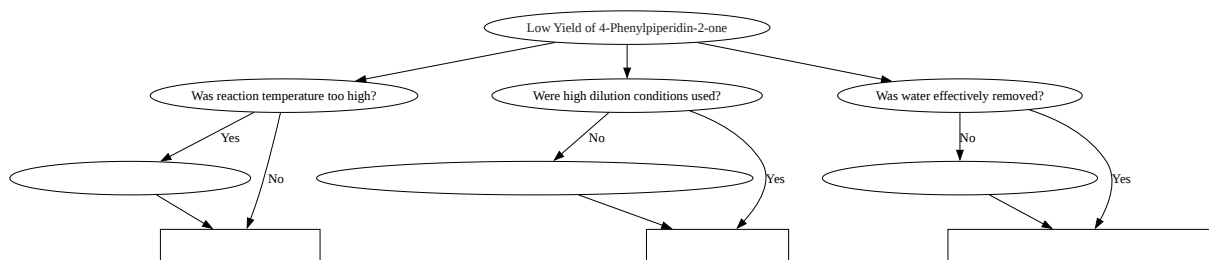 Low Yield of 4-Phenylpiperidin-2-one
Was reaction temperature too high?
Were high dilution conditions used?
Was water effectively removed?
Yes
No
No
Yes
No
Yes